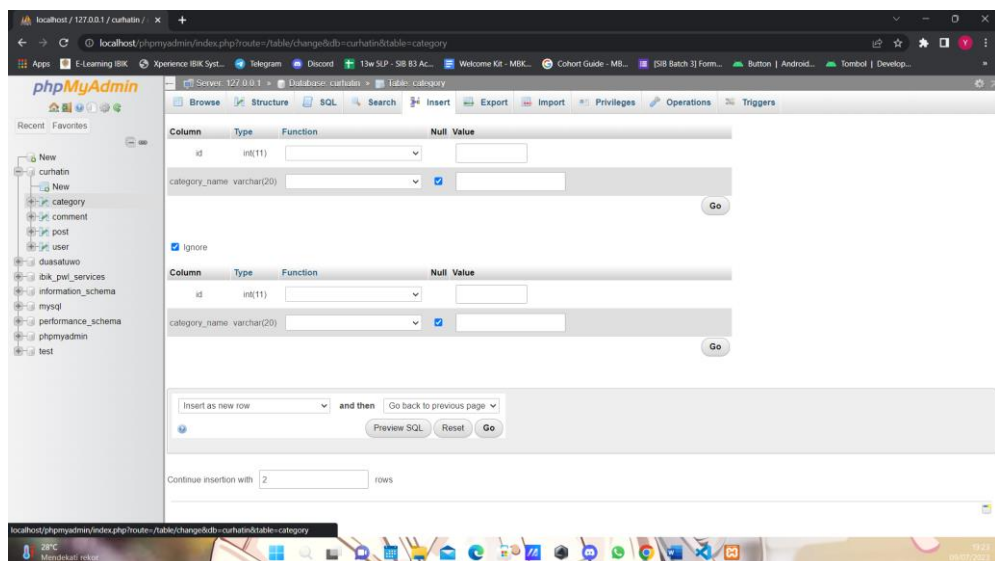 localhost / 127.0.0.1 / curhatin /
localhost/phpmyadmin/index.php?route=/table/change&db=curhatin&table=category
Apps E-Learning IBIK Xperience IBIK Syst... Telegram Discord 13w SLP - SIB B3 Ac... Welcome Kit - MBK... Cohort Guide - MB... [SIB Batch 3] Form... Button | Android... Tombol | Develop...
phpMyAdmin
Recent Favorites
New
curhatin
New
category
comment
post
user
duasatuwo
ibik_pwl_services
information_schema
mysql
performance_schema
phpmyadmin
test
Server: 127.0.0.1 » Database: curhatin » Table: category
Browse Structure SQL Search Insert Export Import Privileges Operations Triggers
Column Type Function Null Value
id int(11)
category_name varchar(20)
Go
Ignore
Column Type Function Null Value
id int(11)
category_name varchar(20)
Go
Insert as new row and then Go back to previous page
Preview SQL Reset Go
Continue insertion with 2 rows
localhost/phpmyadmin/index.php?route=/table/change&db=curhatin&table=category
28°C
Mendekati rekor
19:23